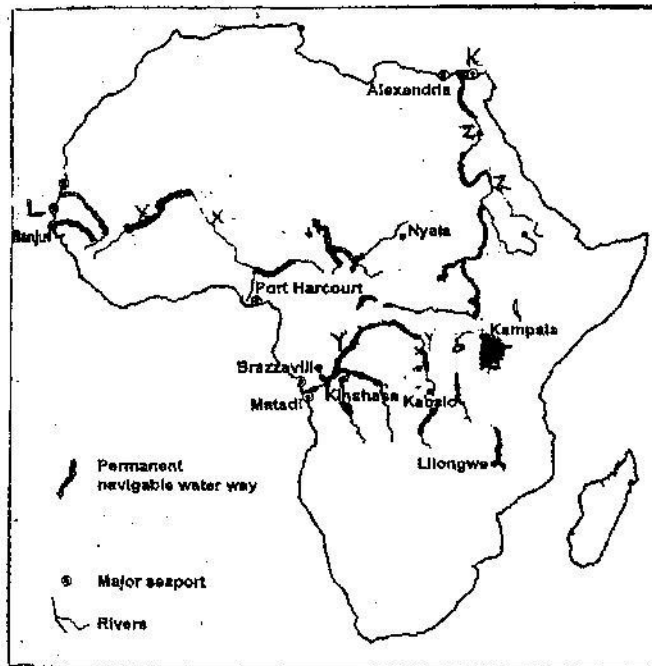 K
Alexandria
Z
Z
L
Banjul
X
X
Nyala
Port Harcourt
Kampala
Y
Y
X
Brazzaville
Kinshasa
Kabalo
Matadi
Lilongwe
Permanent
navigable water way
Major seaport
Rivers